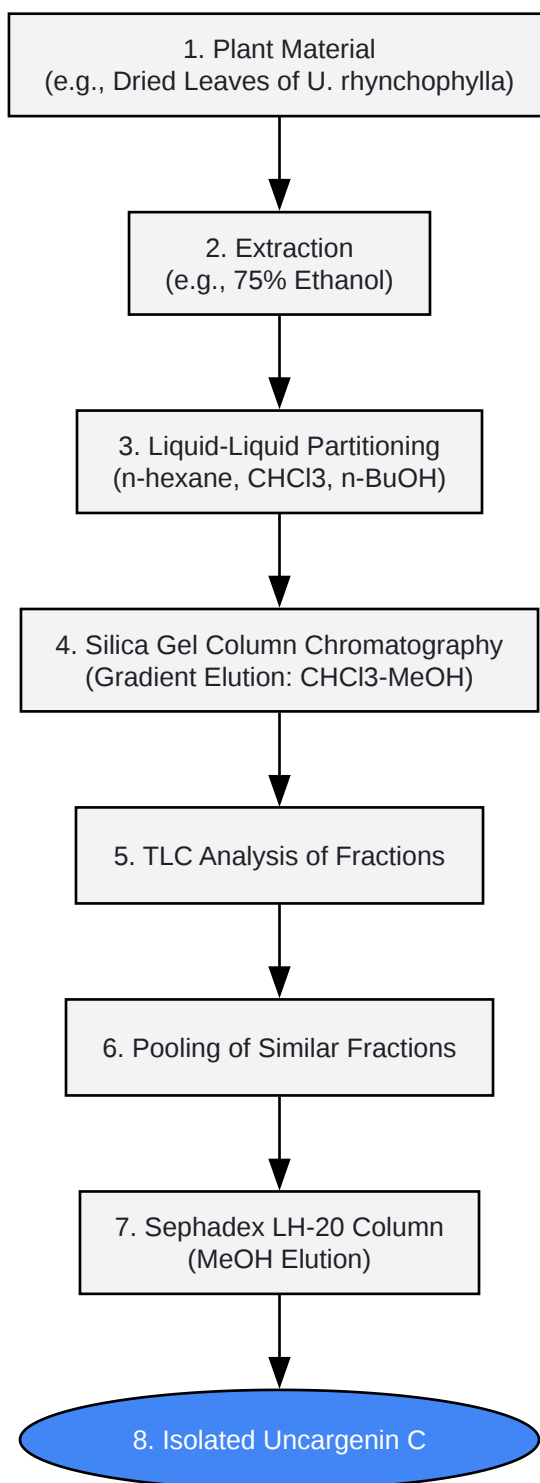 1. Plant Material
(e.g., Dried Leaves of U. rhynchophylla)
2. Extraction
(e.g., 75% Ethanol)
3. Liquid-Liquid Partitioning
(n-hexane, CHCl3, n-BuOH)
4. Silica Gel Column Chromatography
(Gradient Elution: CHCl3-MeOH)
5. TLC Analysis of Fractions
6. Pooling of Similar Fractions
7. Sephadex LH-20 Column
(MeOH Elution)
8. Isolated Uncargenin C